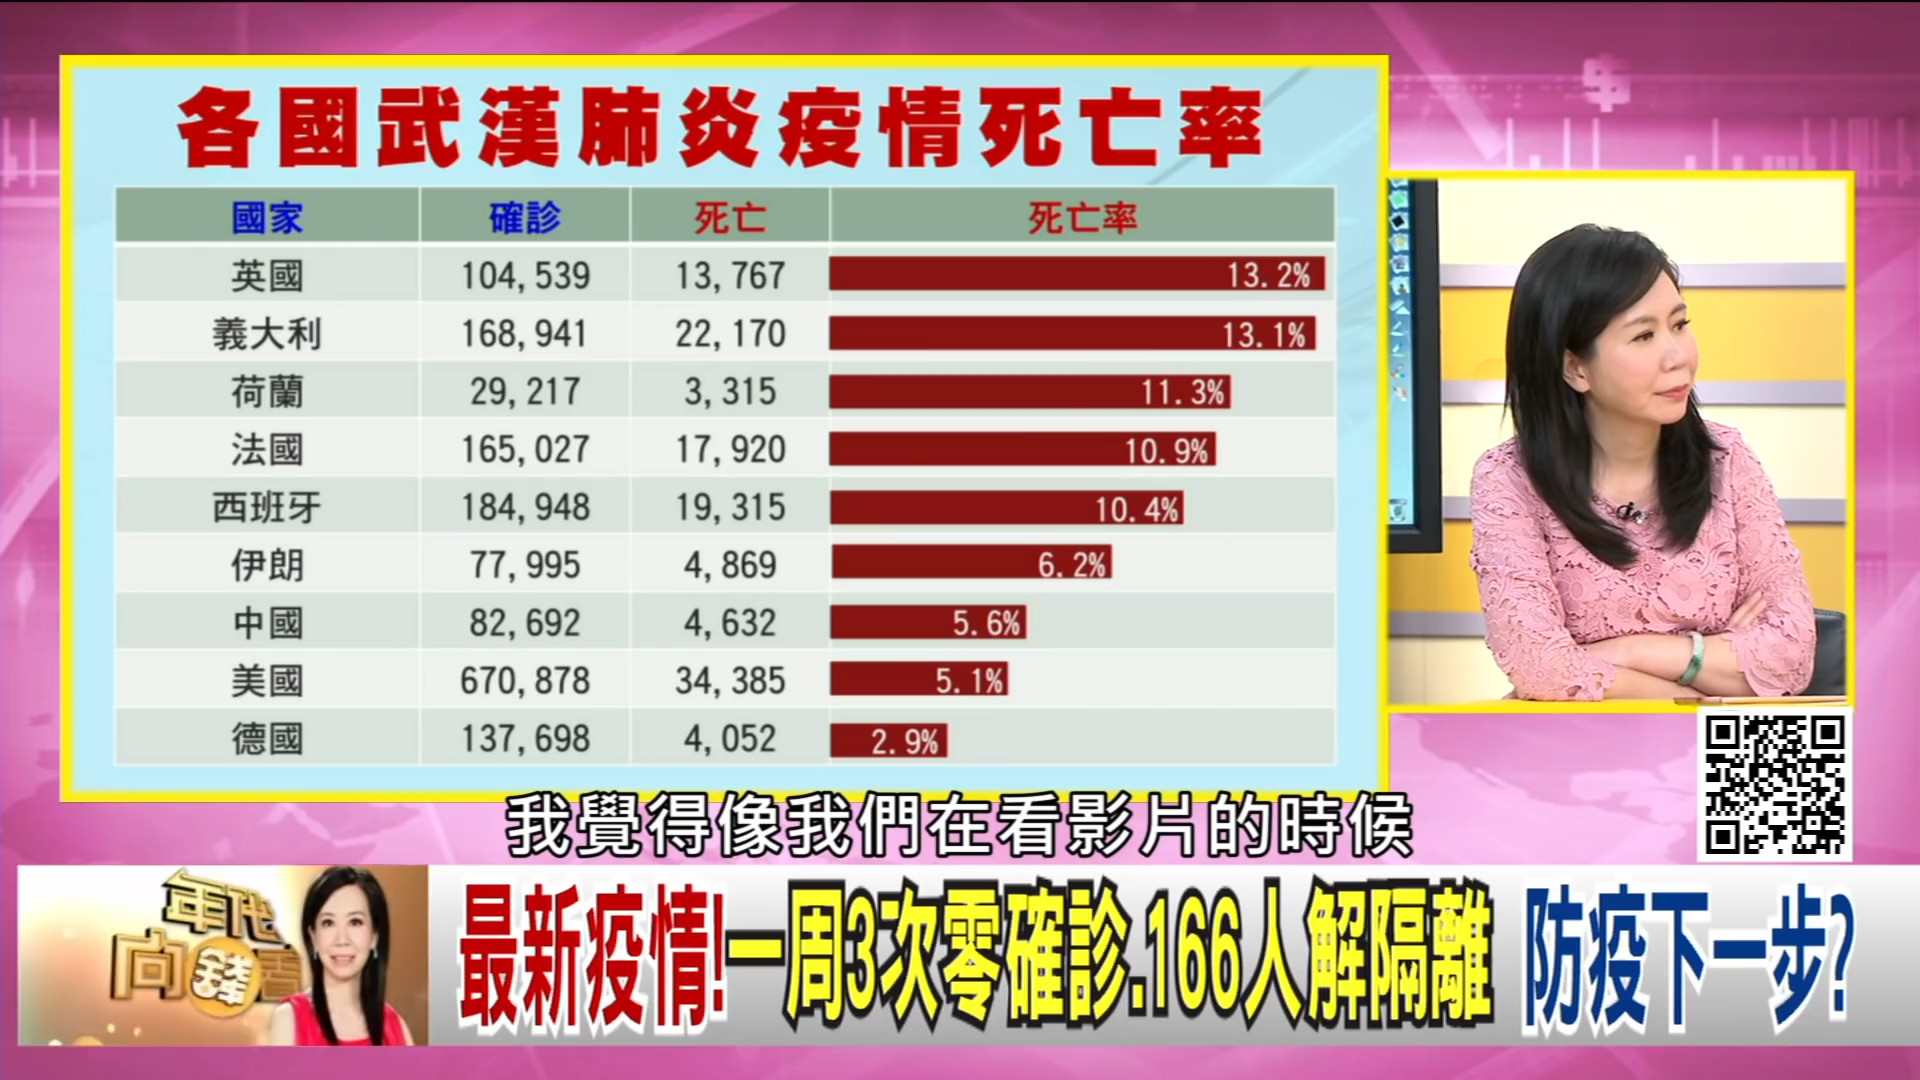 各國武漢肺炎疫情死亡率
國家 確診 死亡 死亡率
英國 104,539 13,767 13.2%
義大利 168,941 22,170 13.1%
荷蘭 29,217 3,315 11.3%
法國 165,027 17,920 10.9%
西班牙 184,948 19,315 10.4%
伊朗 77,995 4,869 6.2%
中國 82,692 4,632 5.6%
美國 670,878 34,385 5.1%
德國 137,698 4,052 2.9%
我覺得像我們在看影片的時候
年代
向錢看
最新疫情!一周3次零確診.166人解隔離 防疫下一步?